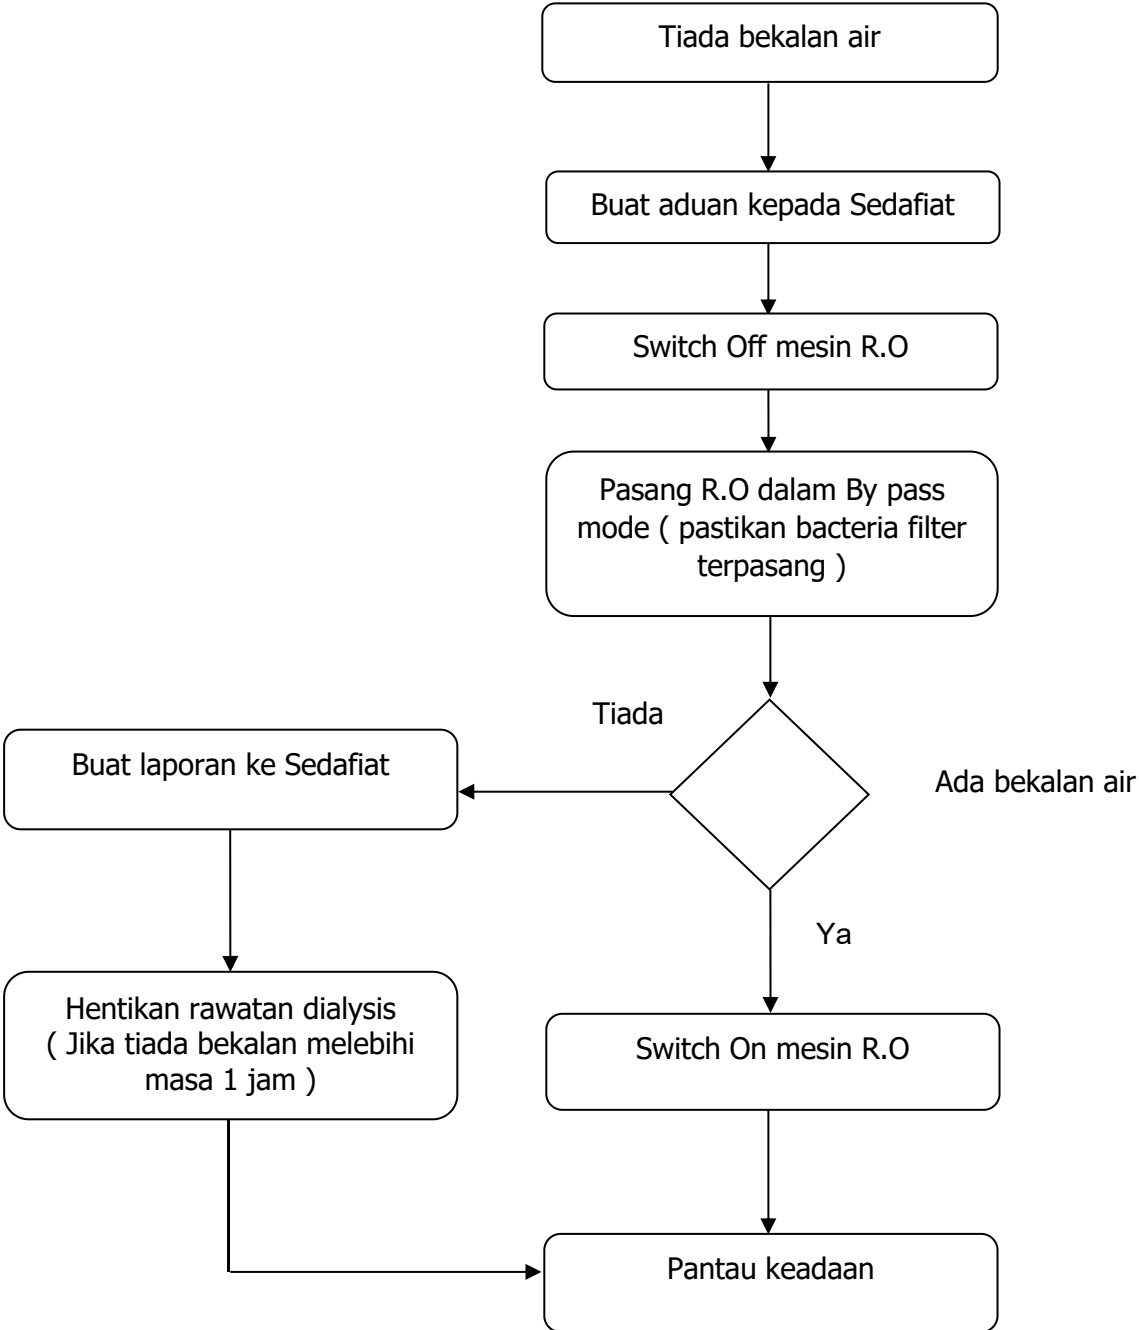 Tiada bekalan air
Buat aduan kepada Sedafiat
Switch Off mesin R.O
Pasang R.O dalam By pass
mode ( pastikan bacteria filter
terpasang )
Tiada
Buat laporan ke Sedafiat
Ada bekalan air
Ya
Hentikan rawatan dialysis
( Jika tiada bekalan melebihi
masa 1 jam )
Switch On mesin R.O
Pantau keadaan